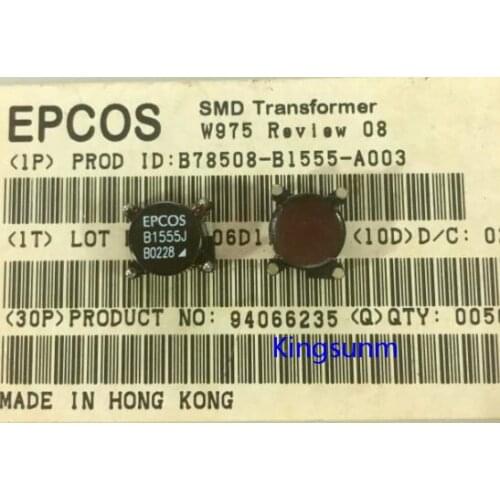 EPCOS
SMD Transformer
W975 Review 08
(1P) PROD ID:B78508-B1555-A003
EPCOS
B1555J
B0228
(1T) LOT 06D1 (10D)D/C:
(30P)PRODUCT NO: 94066235 (Q)QTY: 0050
Kingsunm
MADE IN HONG KONG